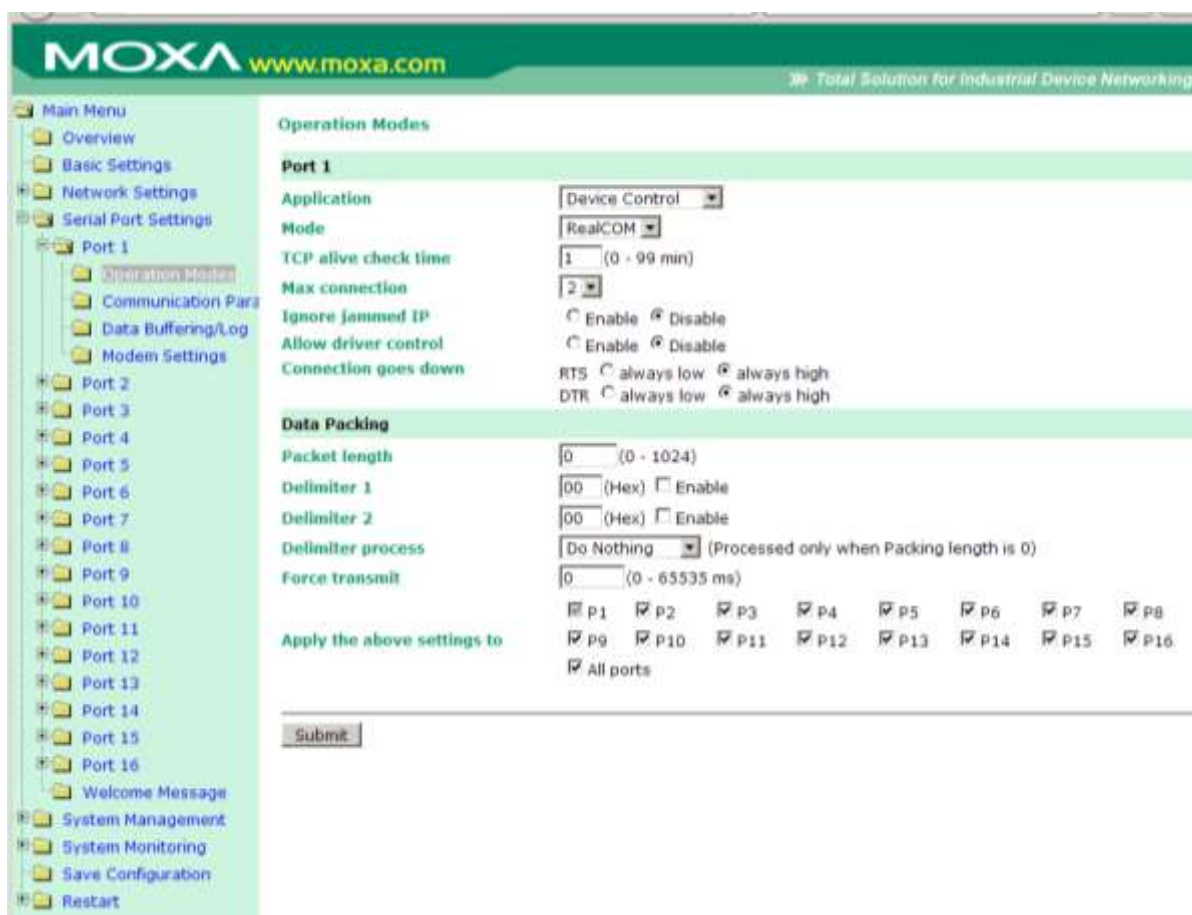 MOXA www.moxa.com
Total Solution for Industrial Device Networking
Main Menu
Overview
Basic Settings
Network Settings
Serial Port Settings
Port 1
Operation Modes
Communication Para
Data Buffering/Log
Modem Settings
Port 2
Port 3
Port 4
Port 5
Port 6
Port 7
Port 8
Port 9
Port 10
Port 11
Port 12
Port 13
Port 14
Port 15
Port 16
Welcome Message
System Management
System Monitoring
Save Configuration
Restart
Operation Modes
Port 1
Application Device Control
Mode RealCOM
TCP alive check time 1 (0 - 99 min)
Max connection 2
Ignore jammed IP Enable Disable
Allow driver control Enable Disable
Connection goes down RTS always low always high
DTR always low always high
Data Packing
Packet length 0 (0 - 1024)
Delimiter 1 00 (Hex) Enable
Delimiter 2 00 (Hex) Enable
Delimiter process Do Nothing (Processed only when Packing length is 0)
Force transmit 0 (0 - 65535 ms)
P1 P2 P3 P4 P5 P6 P7 P8
Apply the above settings to P9 P10 P11 P12 P13 P14 P15 P16
All ports
Submit